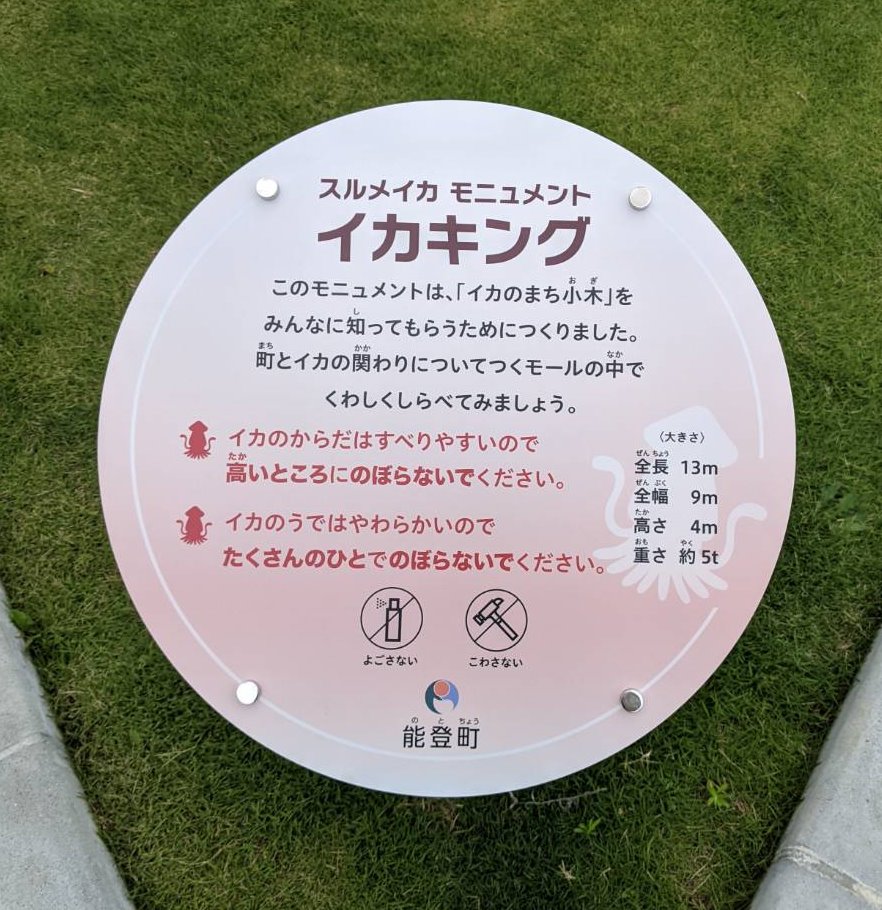 スルメイカ モニュメント
イカキング
このモニュメントは、「イカのまち小木」を
みんなに知ってもらうためにつくりました。
町とイカの関わりについてつくモールの中で
くわしくしらべてみましょう。
イカのからだはすべりやすいので
高いところにのぼらないでください。
イカのうではやわらかいので
たくさんのひとでのぼらないでください。
〈大きさ〉
全長 13m
全幅 9m
高さ 4m
重さ 約5t
よごさない
こわさない
能登町